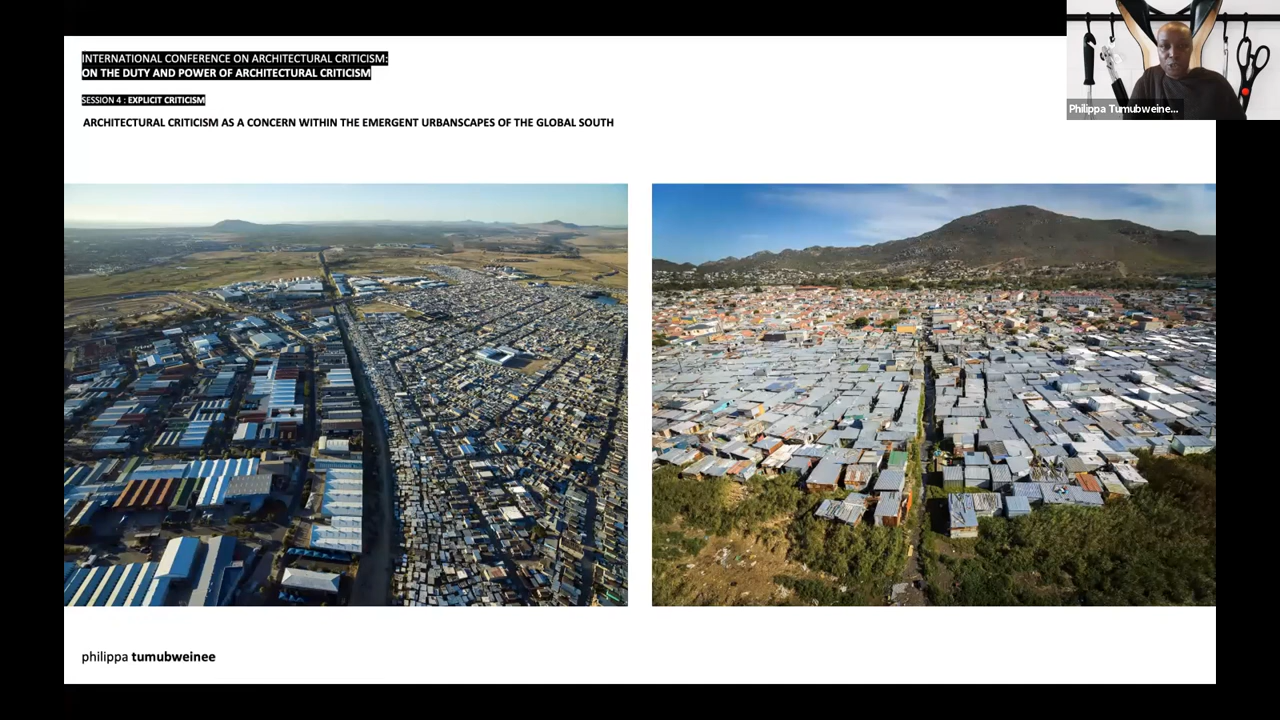 INTERNATIONAL CONFERENCE ON ARCHITECTURAL CRITICISM:
ON THE DUTY AND POWER OF ARCHITECTURAL CRITICISM
SESSION 4 : EXPLICIT CRITICISM
ARCHITECTURAL CRITICISM AS A CONCERN WITHIN THE EMERGENT URBANSCAPES OF THE GLOBAL SOUTH
Philippa Tumubweine...
philippa tumubweinee